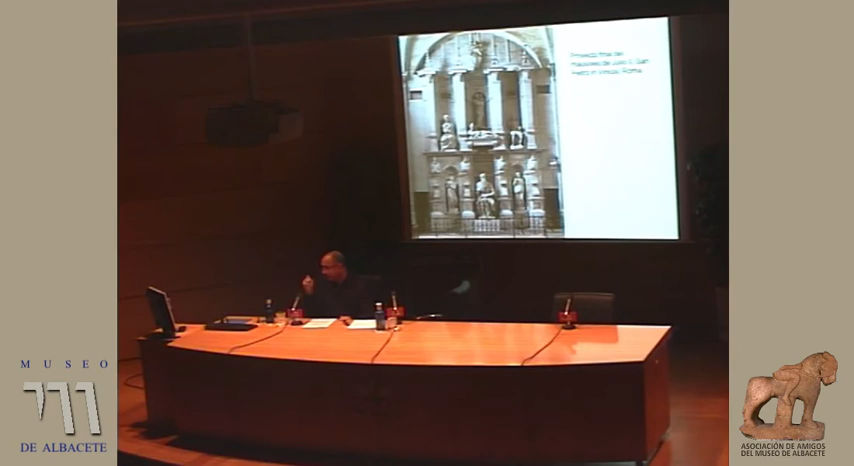 Proyecto final del
mausoleo de Julio II. San
Pietro in Vincoli. Roma.
MUSEO
DE ALBACETE
ASOCIACIÓN DE AMIGOS
DEL MUSEO DE ALBACETE